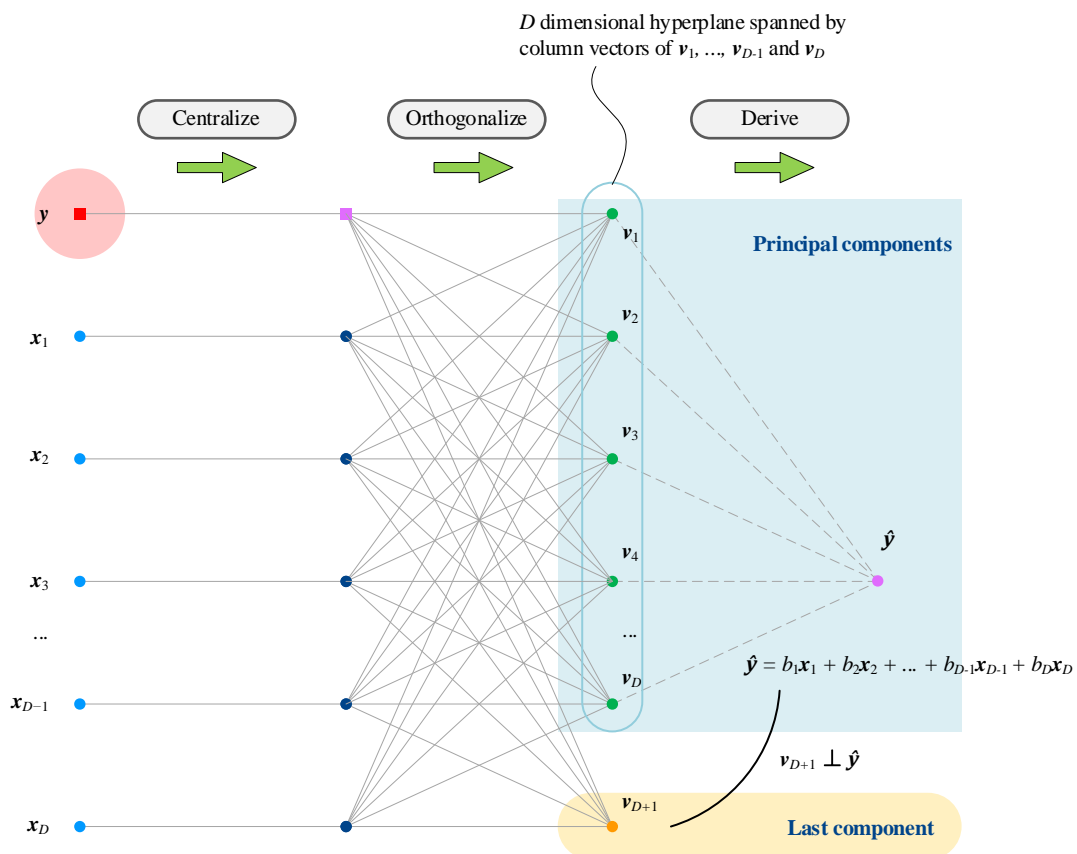 D dimensional hyperplane spanned by
column vectors of v1, ..., vD-1 and vD
Centralize
Orthogonalize
Derive
y
v1
Principal components
x1
v2
x2
v3
ŷ
x3
v4
...
...
ŷ = b1x1 + b2x2 + ... + bD-1xD-1 + bDxD
xD−1
vD
vD+1 ⊥ ŷ
xD
vD+1
Last component